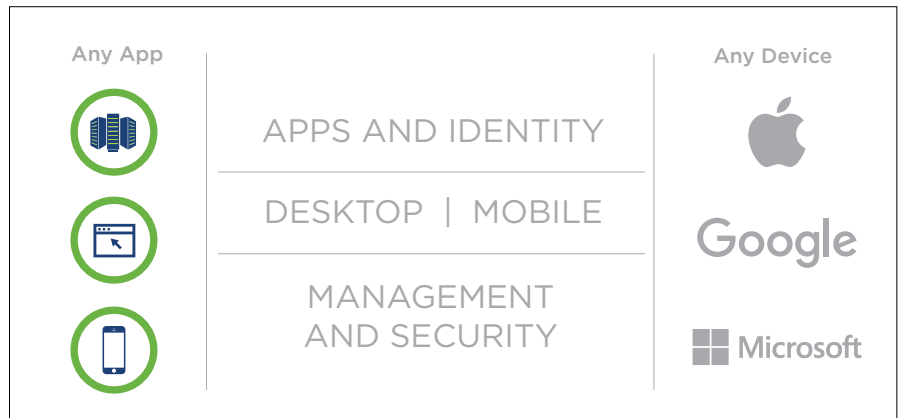 Any App
APPS AND IDENTITY
DESKTOP | MOBILE
MANAGEMENT
AND SECURITY
Any Device
Google
Microsoft